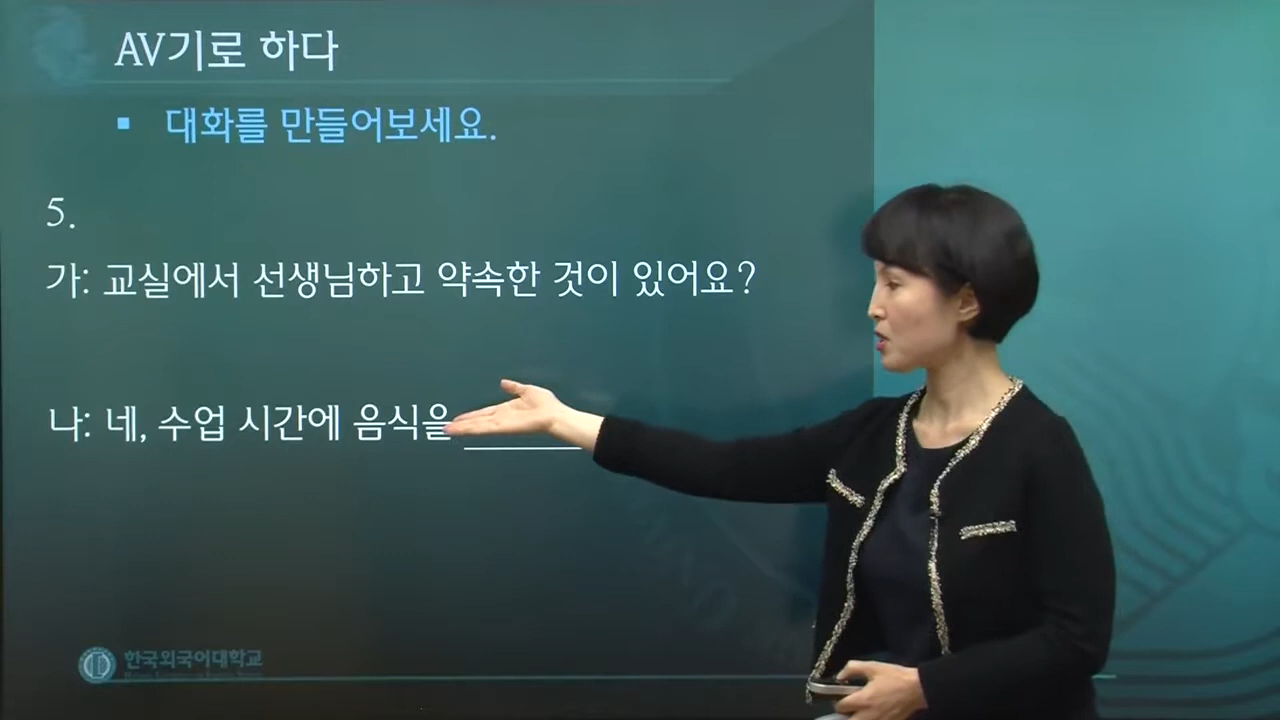 AV기로 하다
▪ 대화를 만들어보세요.
5.
가: 교실에서 선생님하고 약속한 것이 있어요?
나: 네, 수업 시간에 음식을
한국외국어대학교